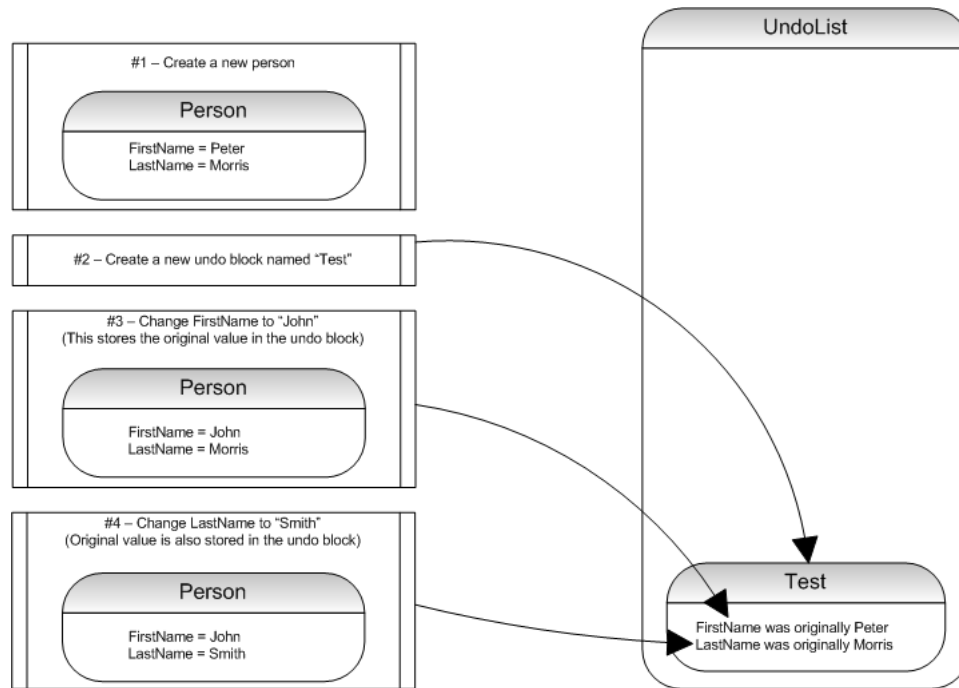 #1 – Create a new person
Person
FirstName = Peter
LastName = Morris
#2 – Create a new undo block named “Test”
#3 – Change FirstName to “John”
(This stores the original value in the undo block)
Person
FirstName = John
LastName = Morris
#4 – Change LastName to “Smith”
(Original value is also stored in the undo block)
Person
FirstName = John
LastName = Smith
UndoList
Test
FirstName was originally Peter
LastName was originally Morris